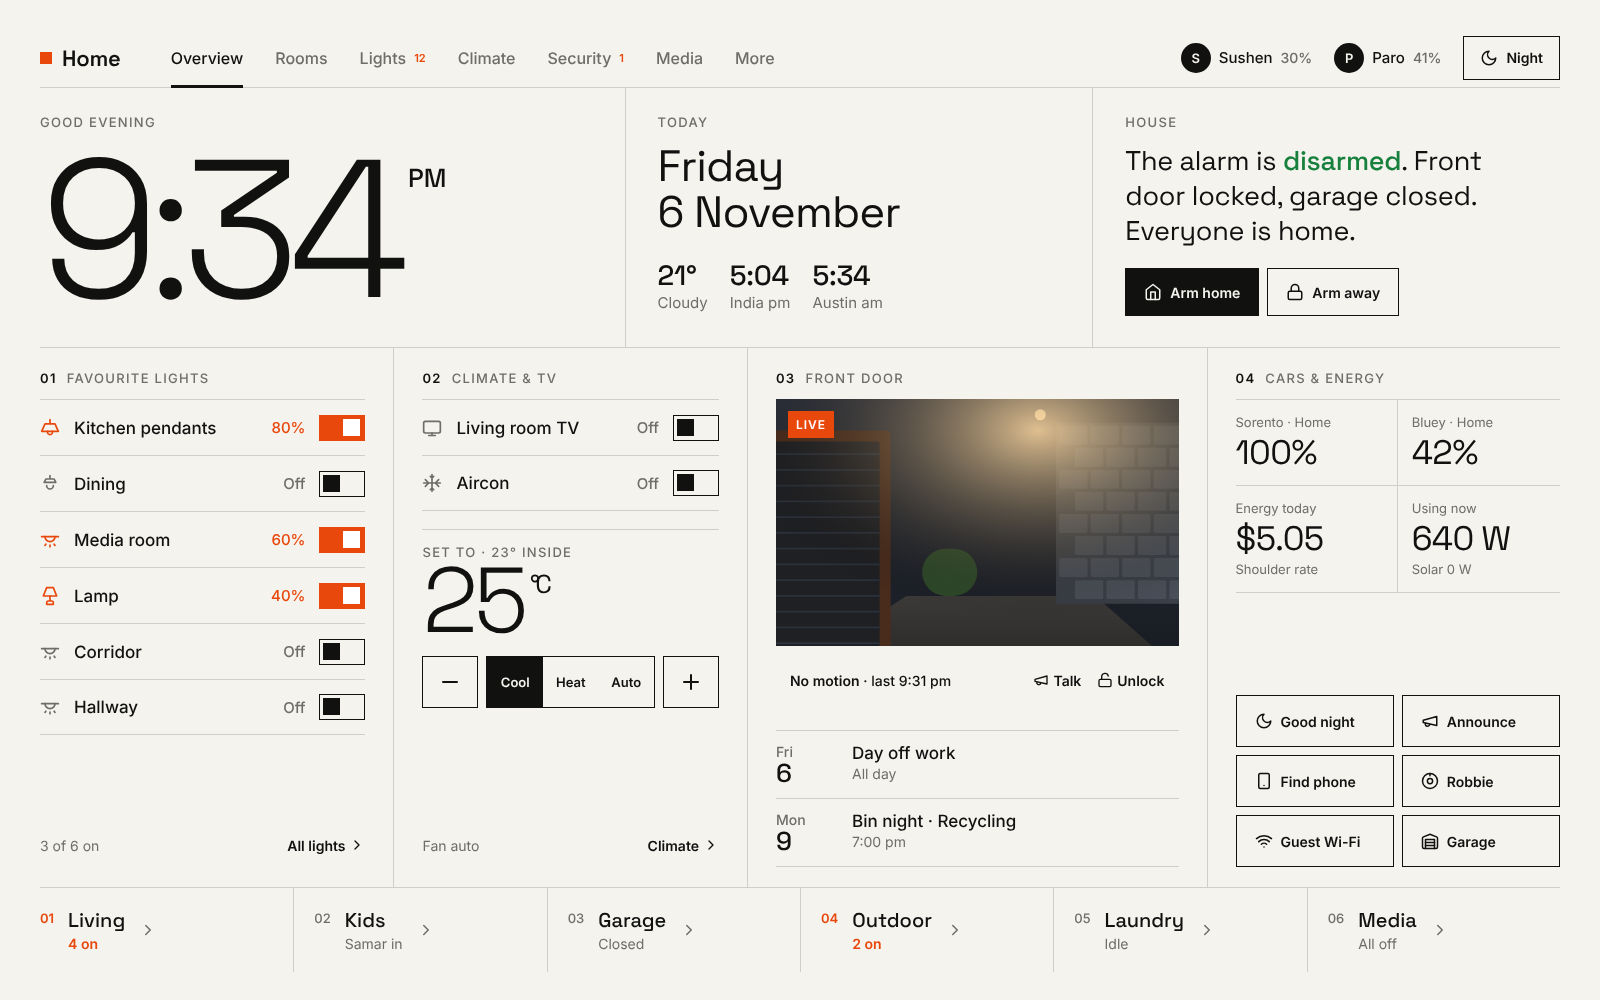 Home
Overview
Rooms
Lights 12
Climate
Security 1
Media
More
S Sushen 30%
P Paro 41%
Night
GOOD EVENING
9:34 PM
TODAY
Friday
6 November
21° 5:04 5:34
Cloudy India pm Austin am
HOUSE
The alarm is disarmed. Front
door locked, garage closed.
Everyone is home.
Arm home
Arm away
01 FAVOURITE LIGHTS
Kitchen pendants 80%
Dining Off
Media room 60%
Lamp 40%
Corridor Off
Hallway Off
3 of 6 on All lights
02 CLIMATE & TV
Living room TV Off
Aircon Off
SET TO · 23° INSIDE
25°C
Cool Heat Auto
Fan auto Climate
03 FRONT DOOR
LIVE
No motion · last 9:31 pm Talk Unlock
Fri
6
Day off work
All day
Mon
9
Bin night · Recycling
7:00 pm
04 CARS & ENERGY
Sorento · Home
100%
Bluey · Home
42%
Energy today
$5.05
Shoulder rate
Using now
640 W
Solar 0 W
Good night
Announce
Find phone
Robbie
Guest Wi-Fi
Garage
01 Living
4 on
02 Kids
Samar in
03 Garage
Closed
04 Outdoor
2 on
05 Laundry
Idle
06 Media
All off